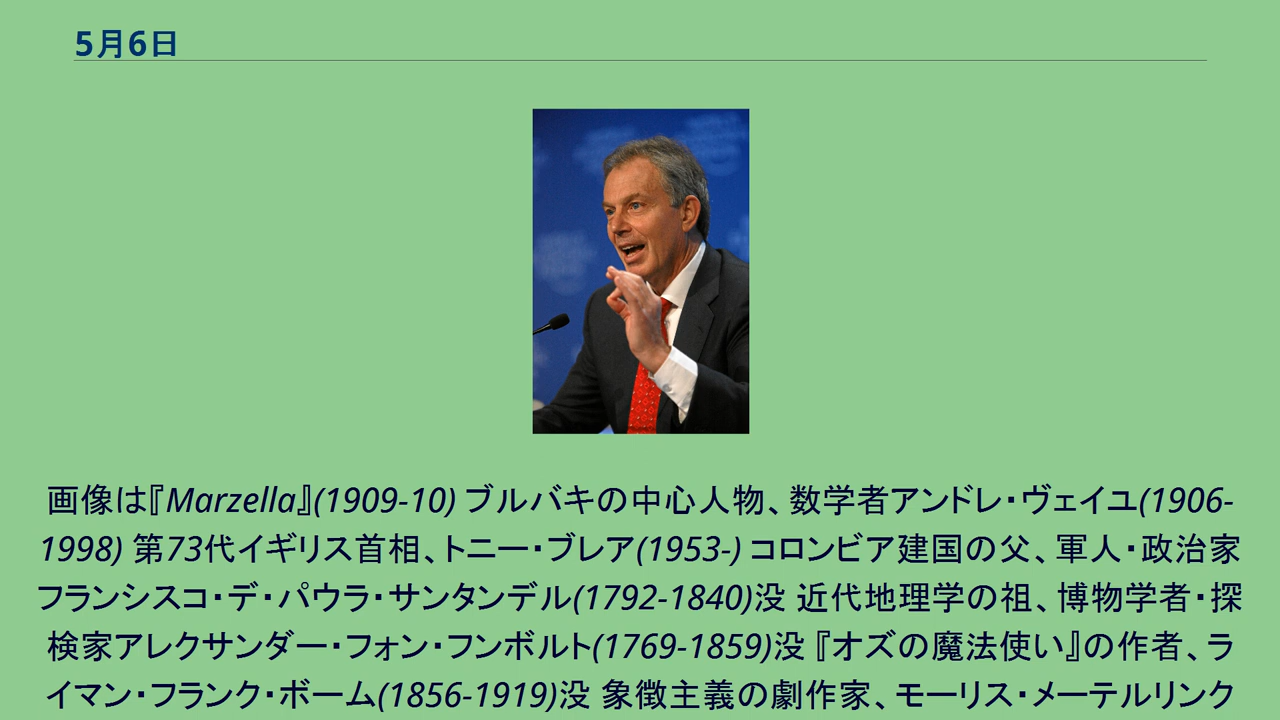 5月6日
画像は『Marzella』(1909-10) ブルバキの中心人物、数学者アンドレ・ヴェイユ(1906-
1998) 第73代イギリス首相、トニー・ブレア(1953-) コロンビア建国の父、軍人・政治家
フランシスコ・デ・パウラ・サンタンデル(1792-1840)没 近代地理学の祖、博物学者・探
検家アレクサンダー・フォン・フンボルト(1769-1859)没 『オズの魔法使い』の作者、ラ
イマン・フランク・ボーム(1856-1919)没 象徴主義の劇作家、モーリス・メーテルリンク